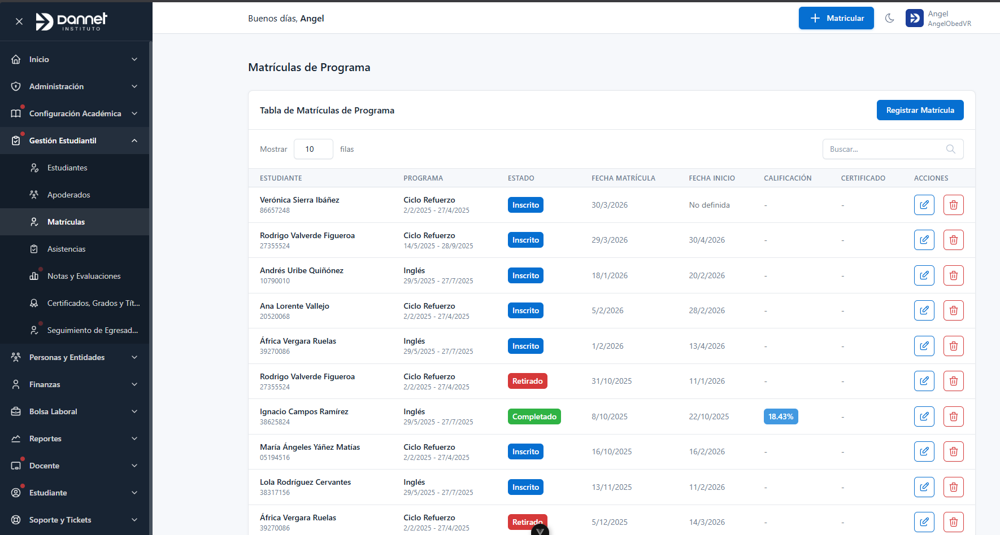 Dannet
INSTITUTO
Buenos días, Angel
Matricular
Angel
AngelObedVR
Inicio
Administración
Configuración Académica
Gestión Estudiantil
Estudiantes
Apoderados
Matrículas
Asistencias
Notas y Evaluaciones
Certificados, Grados y Tít...
Seguimiento de Egresad...
Personas y Entidades
Finanzas
Bolsa Laboral
Reportes
Docente
Estudiante
Soporte y Tickets
Matrículas de Programa
Tabla de Matrículas de Programa
Registrar Matrícula
Mostrar 10 filas
Buscar...
ESTUDIANTE PROGRAMA ESTADO FECHA MATRÍCULA FECHA INICIO CALIFICACIÓN CERTIFICADO ACCIONES
Verónica Sierra Ibáñez Ciclo Refuerzo Inscrito 30/3/2026 No definida - -
86657248 2/2/2025 - 27/4/2025
Rodrigo Valverde Figueroa Ciclo Refuerzo Inscrito 29/3/2026 30/4/2026 - -
27355524 14/5/2025 - 28/9/2025
Andrés Uribe Quiñónez Inglés Inscrito 18/1/2026 20/2/2026 - -
10790010 29/5/2025 - 27/7/2025
Ana Lorente Vallejo Ciclo Refuerzo Inscrito 5/2/2026 28/2/2026 - -
20520068 2/2/2025 - 27/4/2025
África Vergara Ruelas Inglés Inscrito 1/2/2026 13/4/2026 - -
39270086 29/5/2025 - 27/7/2025
Rodrigo Valverde Figueroa Ciclo Refuerzo Retirado 31/10/2025 11/1/2026 - -
27355524 2/2/2025 - 27/4/2025
Ignacio Campos Ramírez Inglés Completado 8/10/2025 22/10/2025 18.43% -
38625824 29/5/2025 - 27/7/2025
María Ángeles Yáñez Matías Ciclo Refuerzo Inscrito 16/10/2025 16/2/2026 - -
05194516 2/2/2025 - 27/4/2025
Lola Rodríguez Cervantes Inglés Inscrito 13/11/2025 11/2/2026 - -
38317156 29/5/2025 - 27/7/2025
África Vergara Ruelas Ciclo Refuerzo Retirado 5/12/2025 14/3/2026 - -
39270086 2/2/2025 - 27/4/2025